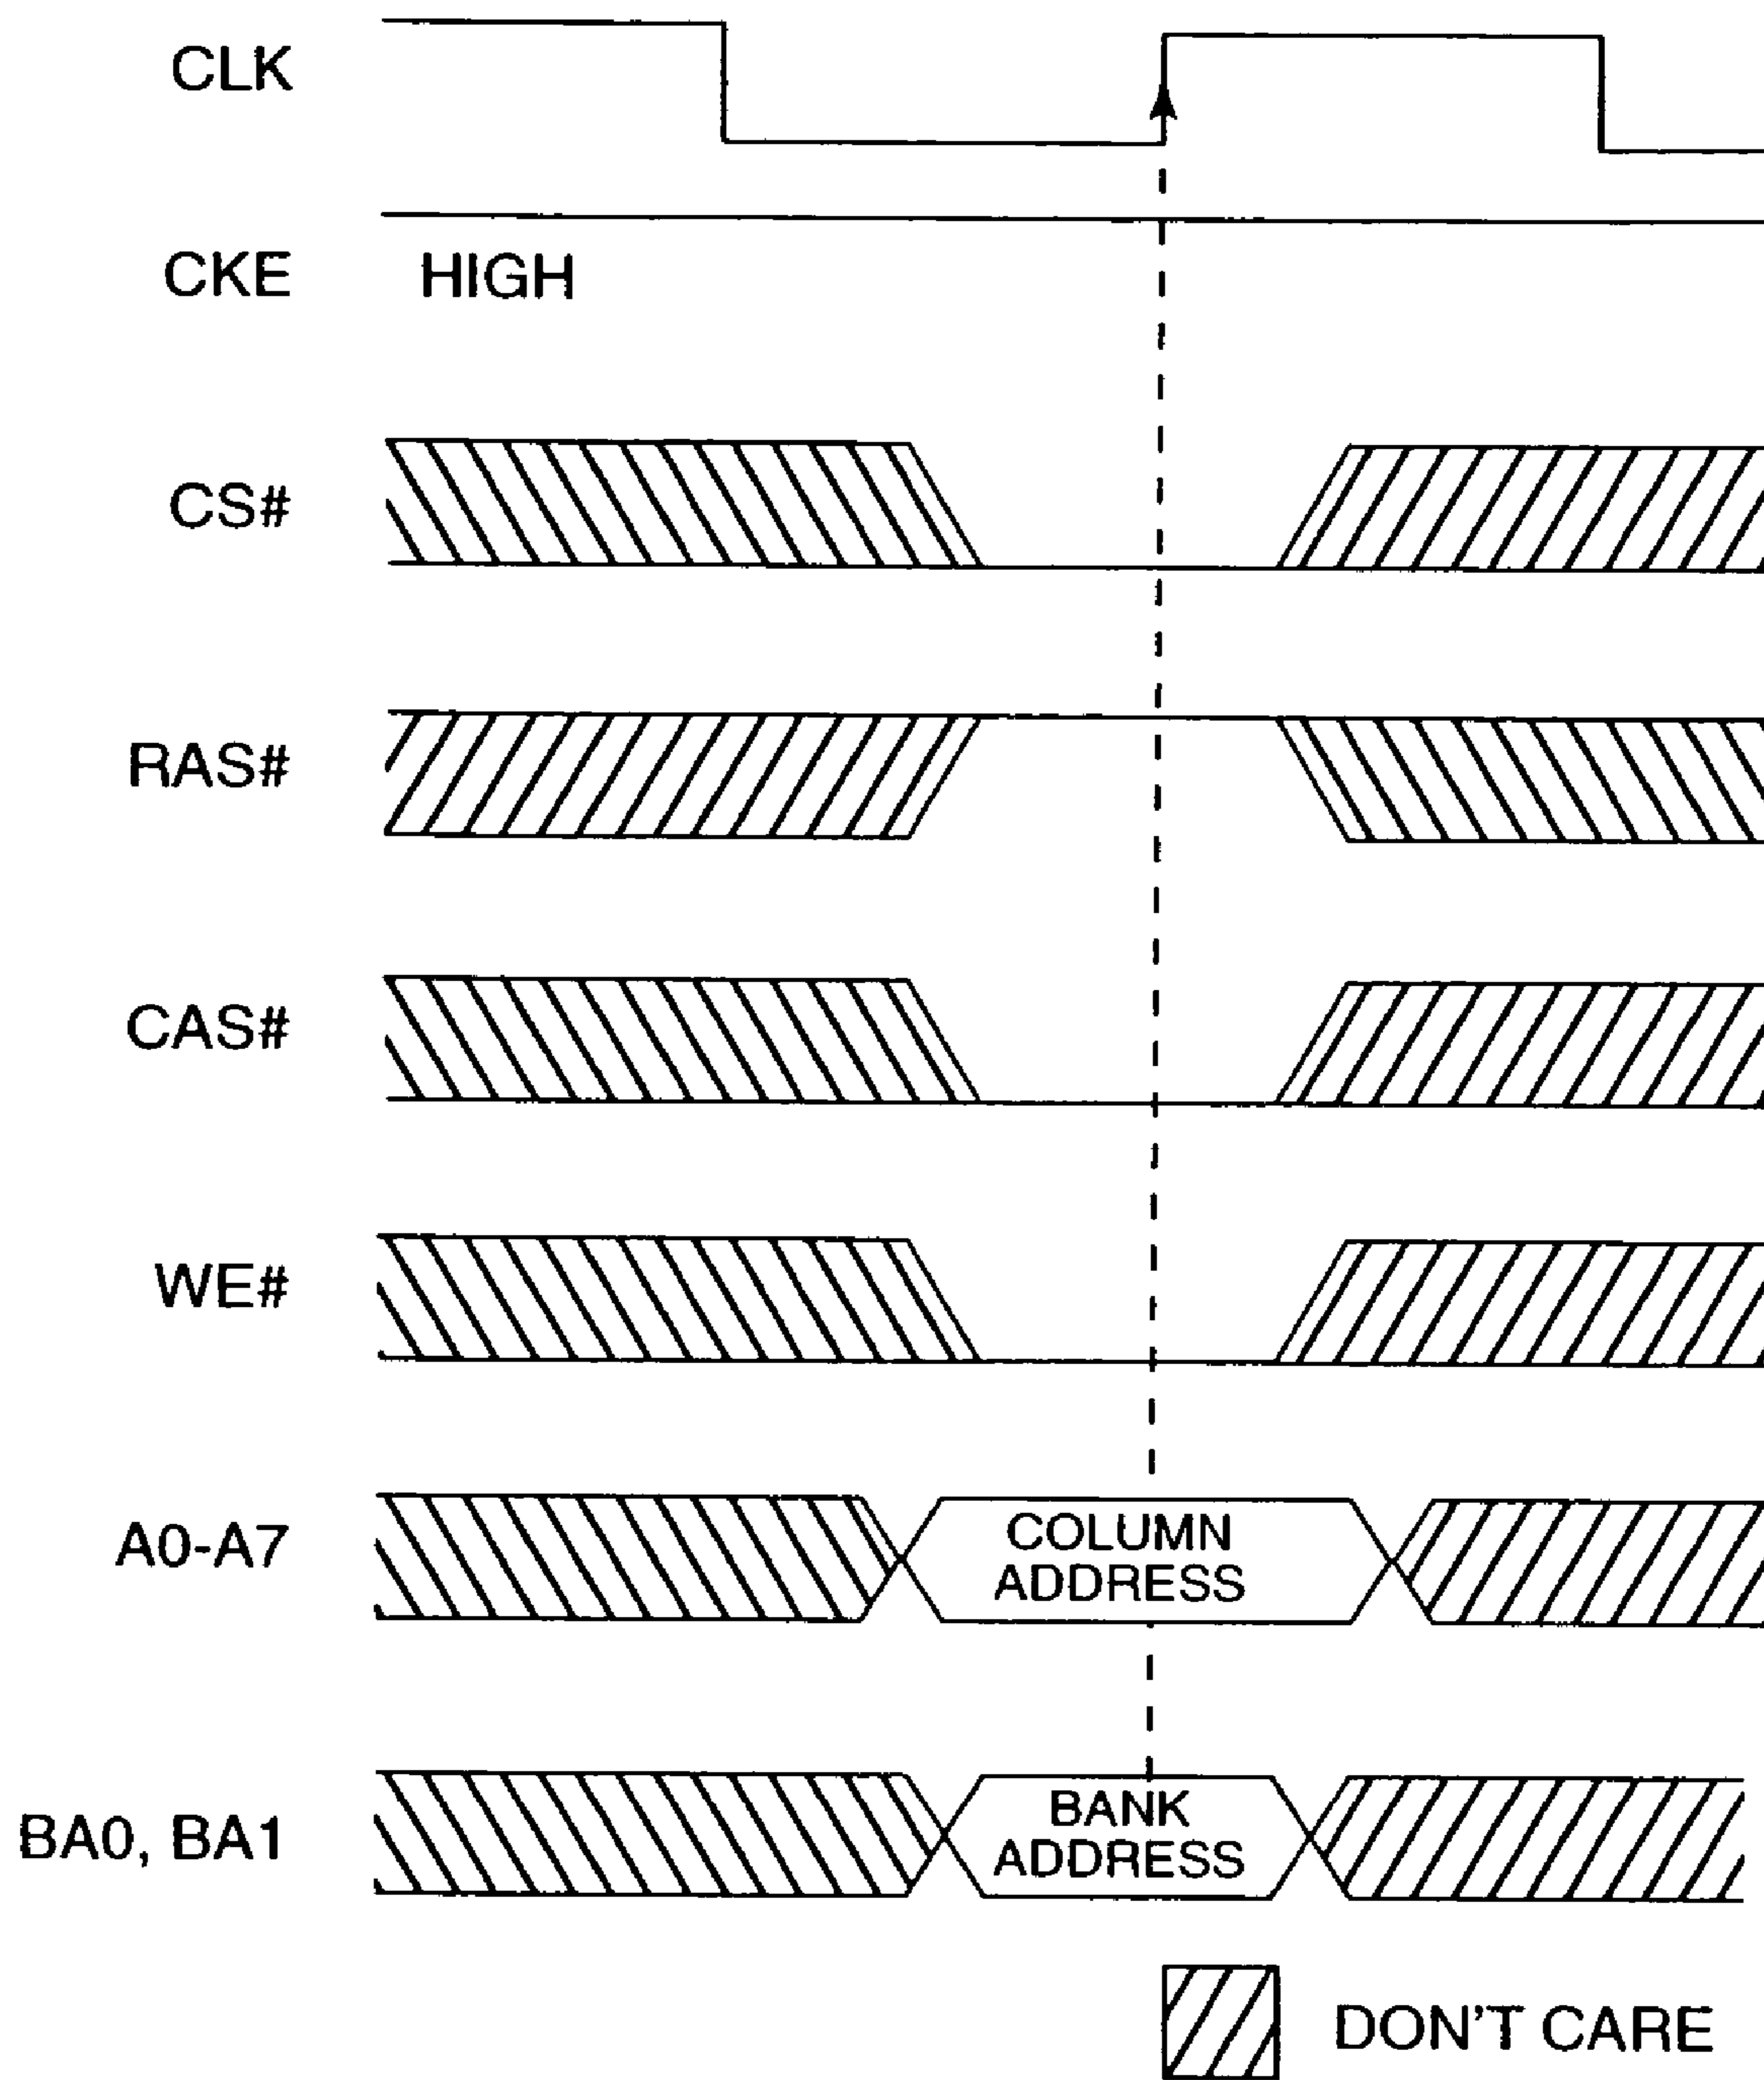 CLK
CKE HIGH
CS#
RAS#
CAS#
WE#
A0-A7 COLUMN
ADDRESS
BA0, BA1 BANK
ADDRESS
DON'T CARE